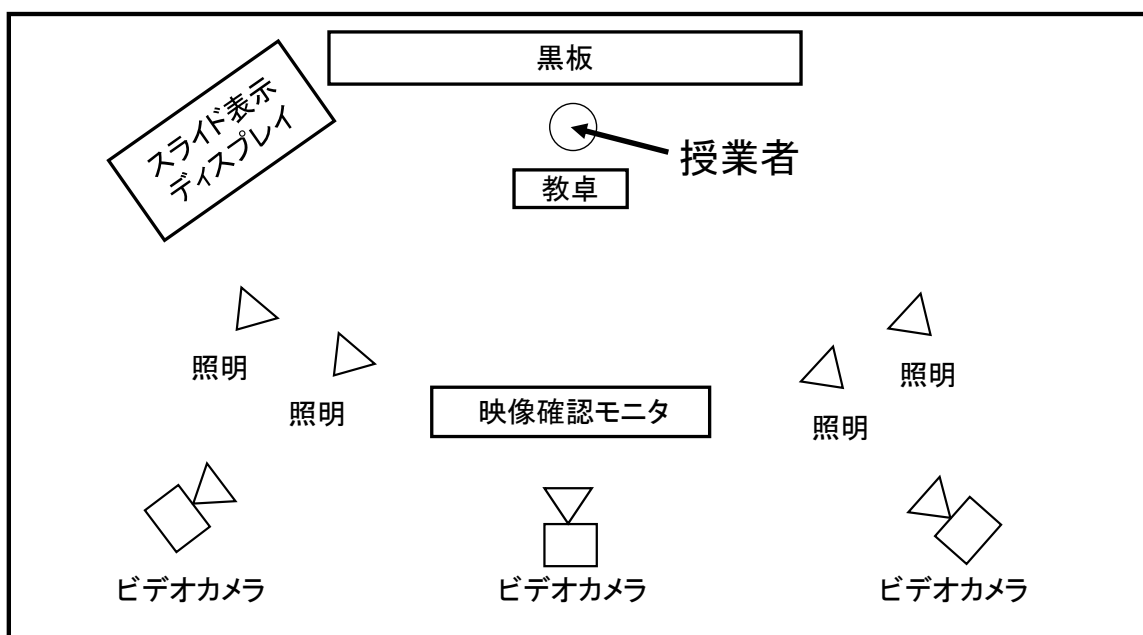 黒板
スライド表示
ディスプレイ
授業者
教卓
照明
照明
照明
照明
映像確認モニタ
ビデオカメラ
ビデオカメラ
ビデオカメラ